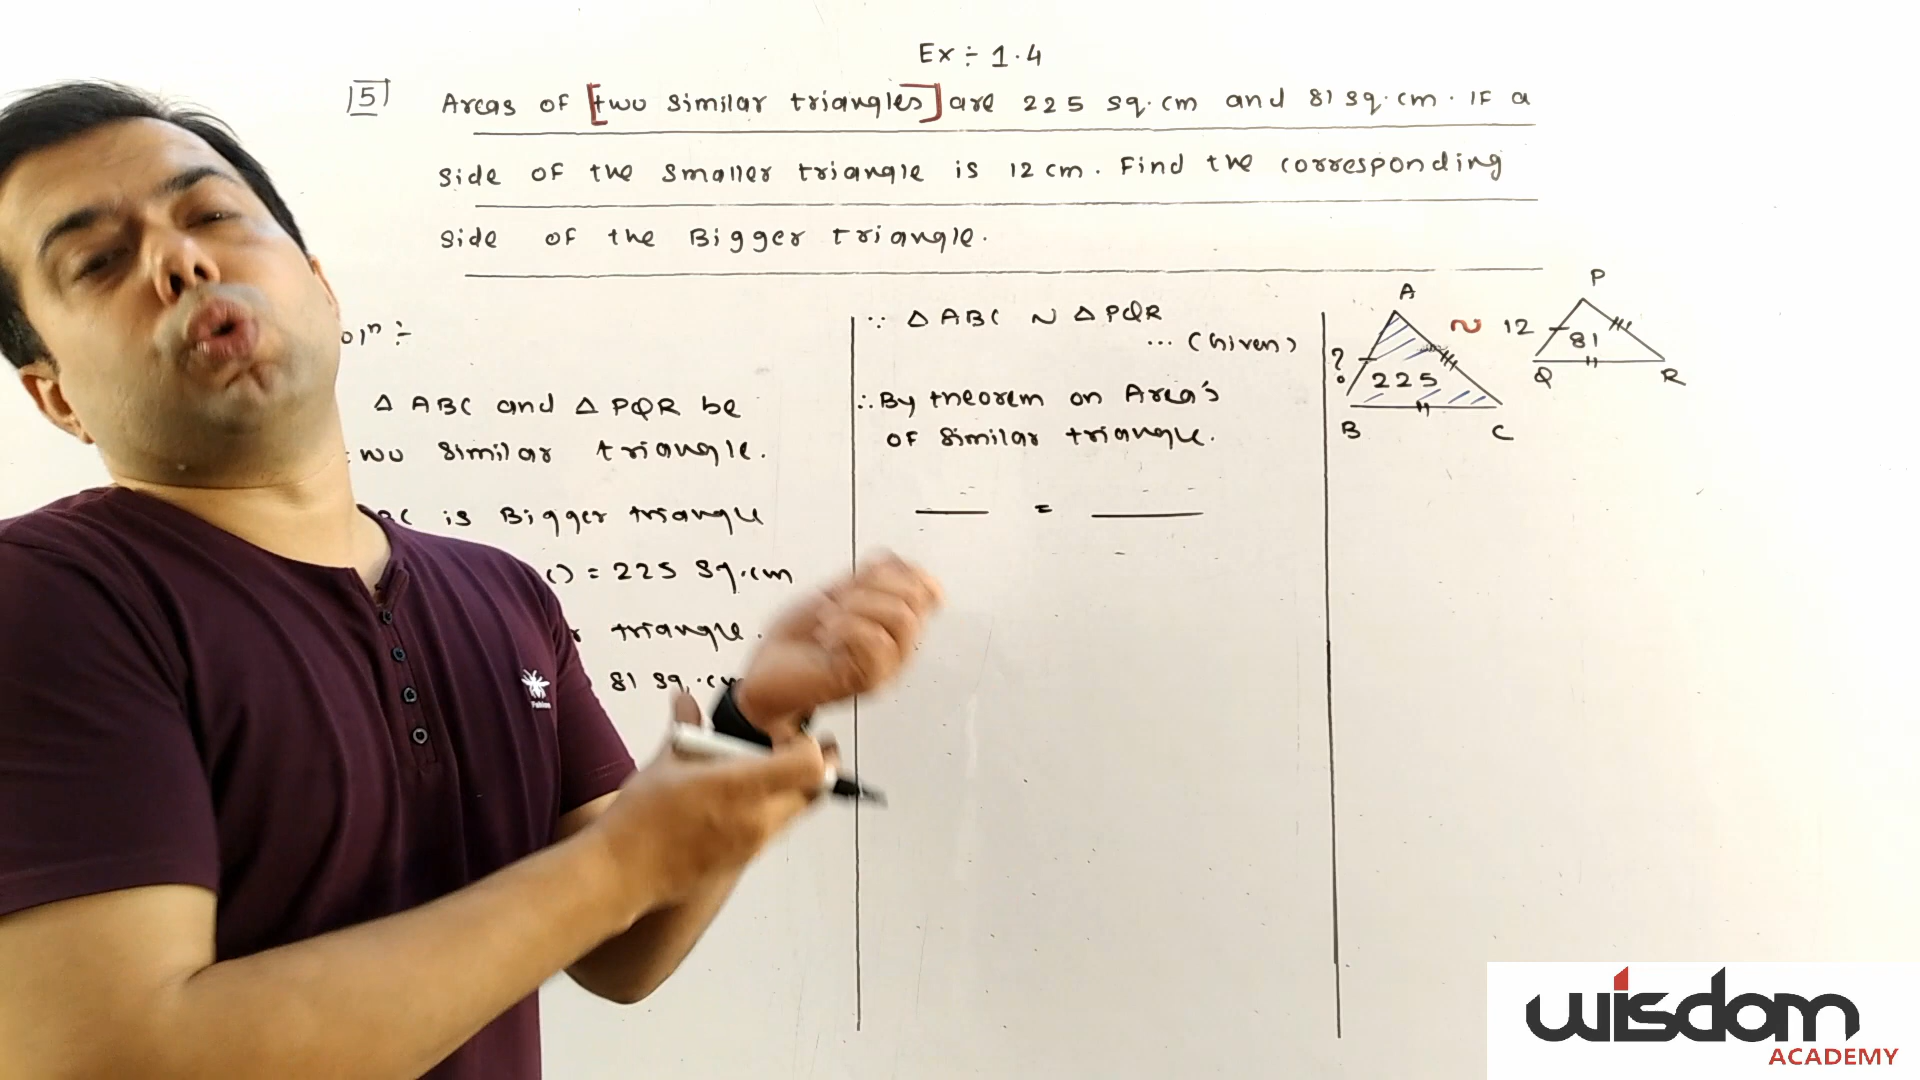 Ex ÷ 1.4
5
Areas of [two similar triangles] are 225 sq.cm and 81 sq.cm. If a
side of the smaller triangle is 12 cm. Find the corresponding
side of the Bigger triangle.
olⁿ ÷
Δ ABC and Δ PQR be
wo similar triangle.
BC is Bigger triangle
C) = 225 sq.cm
r triangle.
81 sq.cm
∵ Δ ABC ~ Δ PQR
... (Given)
∴ By theorem on Area's
of similar triangle.
=
A
B
C
?
225
~
12
P
81
Q
R
wisdom
ACADEMY